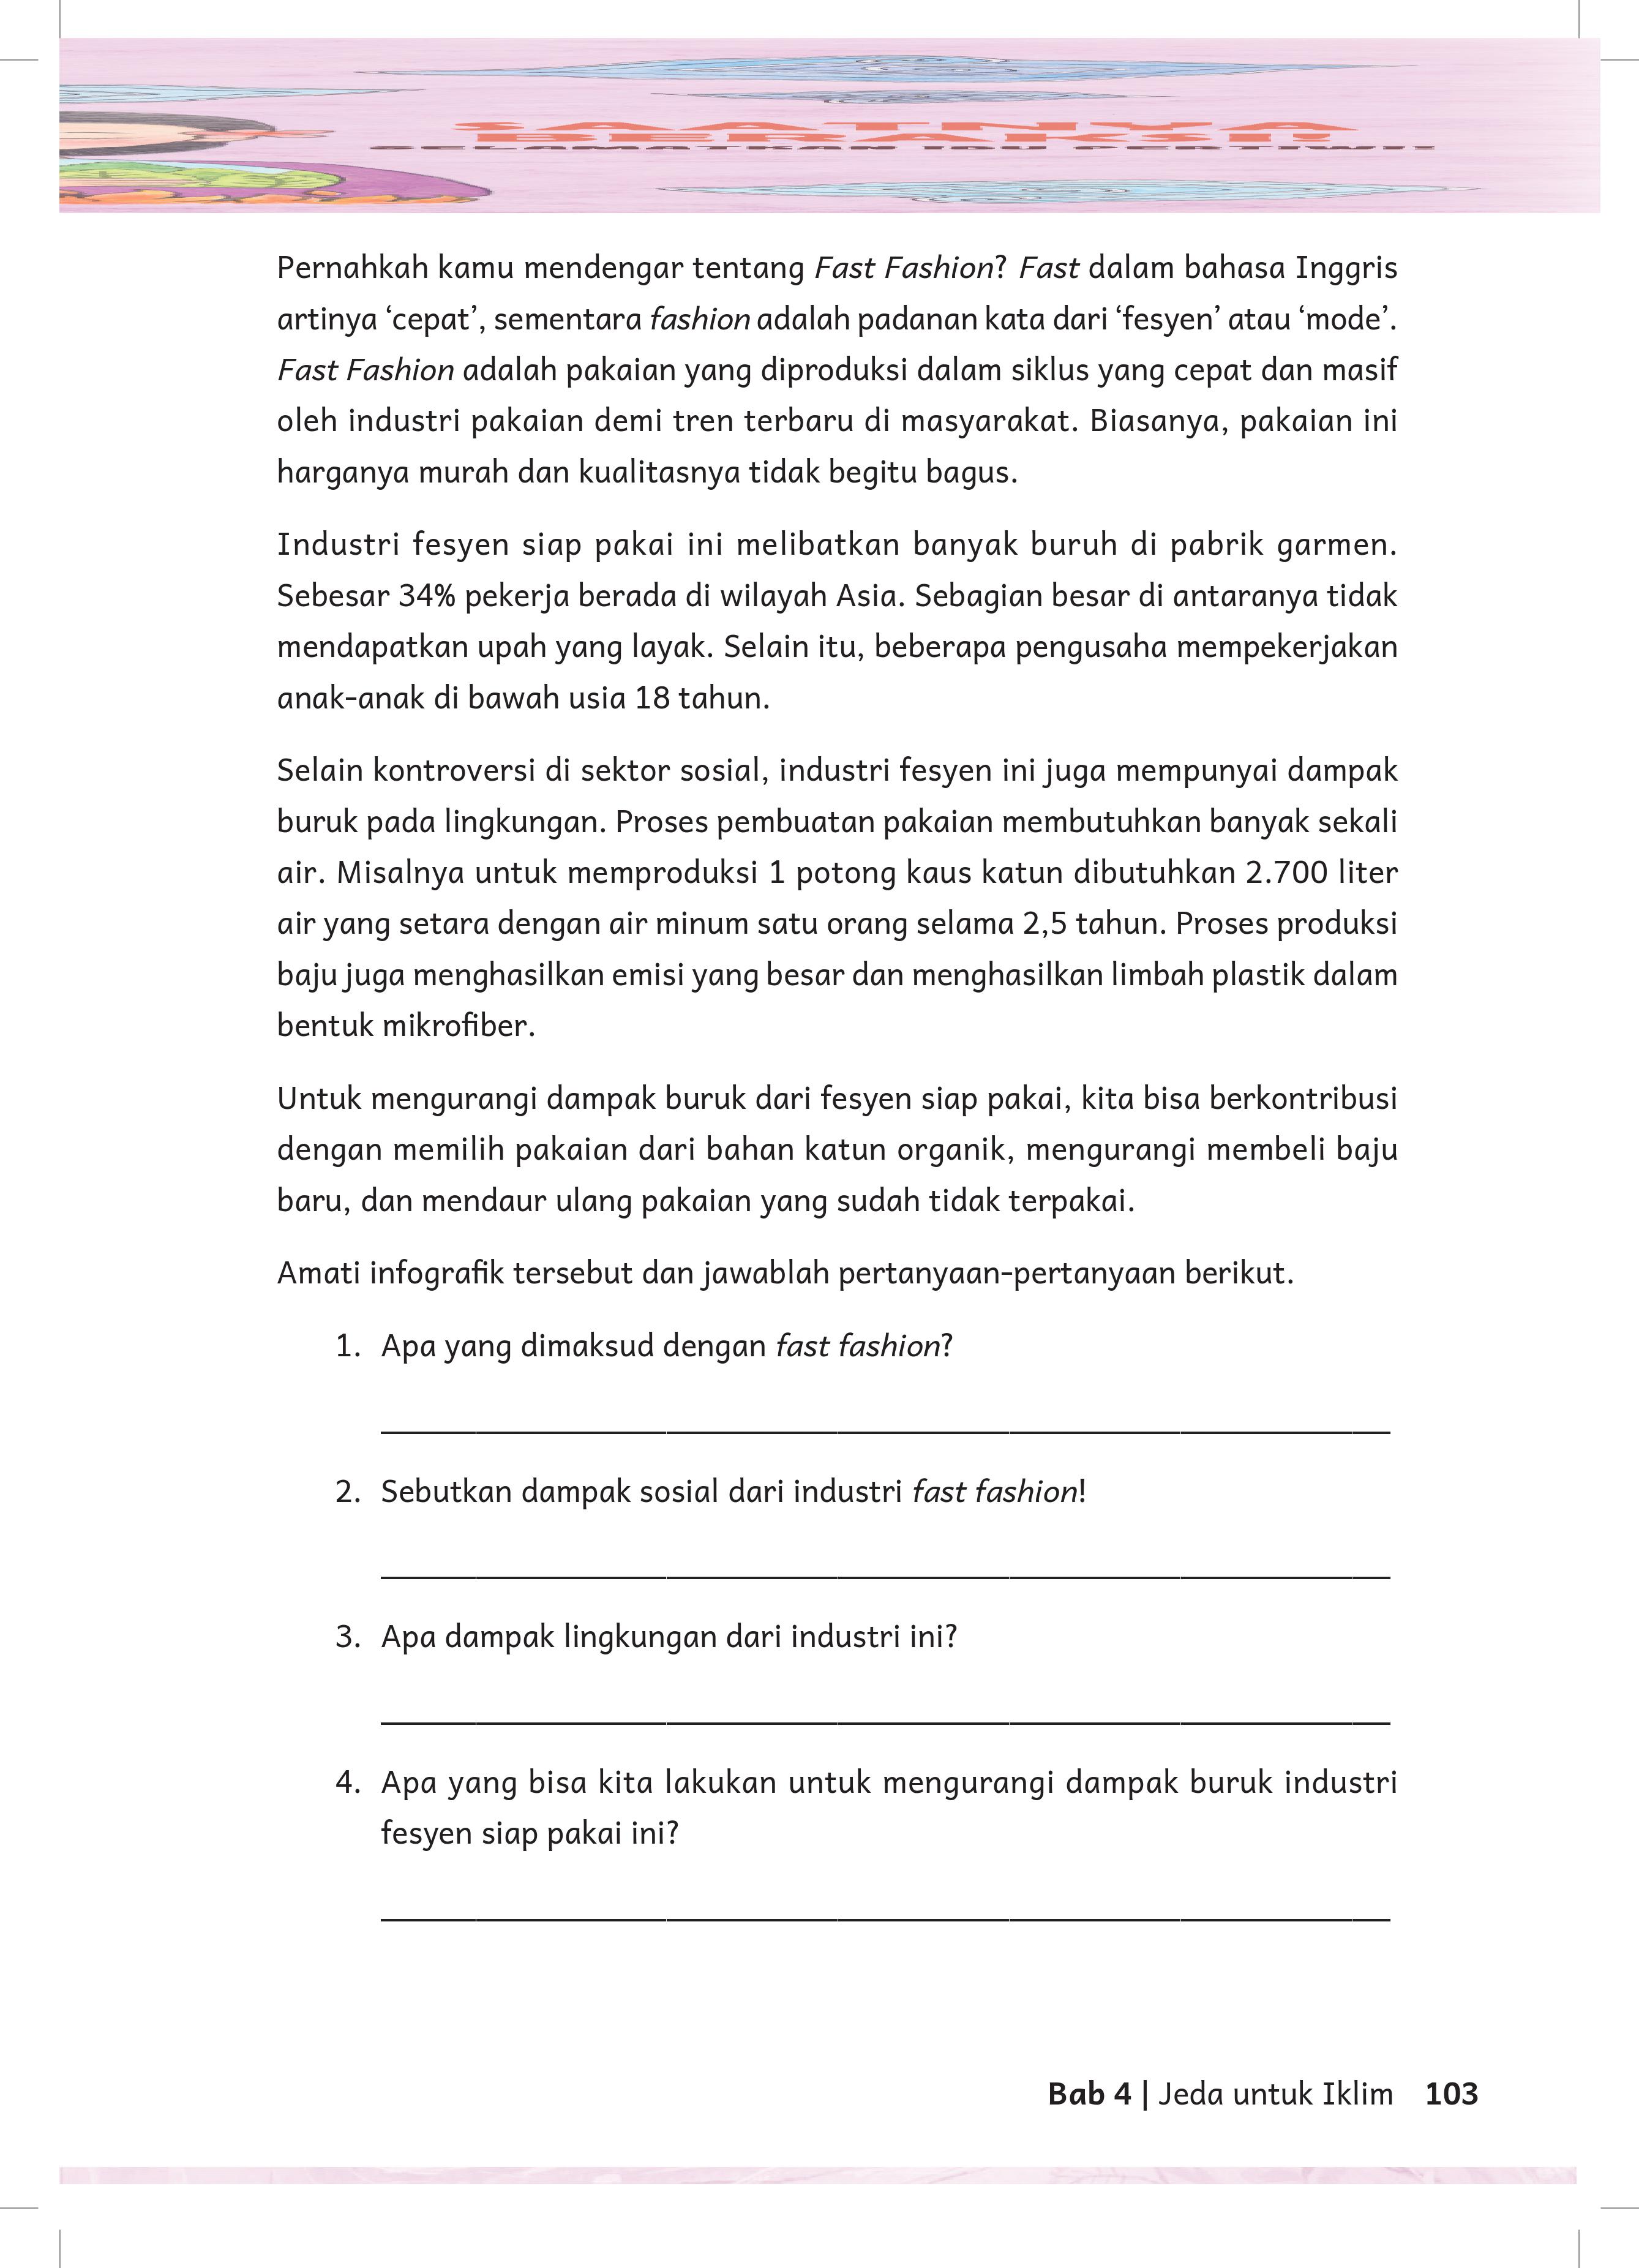 SAATNYA
BERAKSI!
SELAMATKAN IBU PERTIWI!
Pernahkah kamu mendengar tentang Fast Fashion? Fast dalam bahasa Inggris
artinya ‘cepat’, sementara fashion adalah padanan kata dari ‘fesyen’ atau ‘mode’.
Fast Fashion adalah pakaian yang diproduksi dalam siklus yang cepat dan masif
oleh industri pakaian demi tren terbaru di masyarakat. Biasanya, pakaian ini
harganya murah dan kualitasnya tidak begitu bagus.
Industri fesyen siap pakai ini melibatkan banyak buruh di pabrik garmen.
Sebesar 34% pekerja berada di wilayah Asia. Sebagian besar di antaranya tidak
mendapatkan upah yang layak. Selain itu, beberapa pengusaha mempekerjakan
anak-anak di bawah usia 18 tahun.
Selain kontroversi di sektor sosial, industri fesyen ini juga mempunyai dampak
buruk pada lingkungan. Proses pembuatan pakaian membutuhkan banyak sekali
air. Misalnya untuk memproduksi 1 potong kaus katun dibutuhkan 2.700 liter
air yang setara dengan air minum satu orang selama 2,5 tahun. Proses produksi
baju juga menghasilkan emisi yang besar dan menghasilkan limbah plastik dalam
bentuk mikrofiber.
Untuk mengurangi dampak buruk dari fesyen siap pakai, kita bisa berkontribusi
dengan memilih pakaian dari bahan katun organik, mengurangi membeli baju
baru, dan mendaur ulang pakaian yang sudah tidak terpakai.
Amati infografik tersebut dan jawablah pertanyaan-pertanyaan berikut.
1. Apa yang dimaksud dengan fast fashion?
2. Sebutkan dampak sosial dari industri fast fashion!
3. Apa dampak lingkungan dari industri ini?
4. Apa yang bisa kita lakukan untuk mengurangi dampak buruk industri
fesyen siap pakai ini?
Bab 4 | Jeda untuk Iklim 103